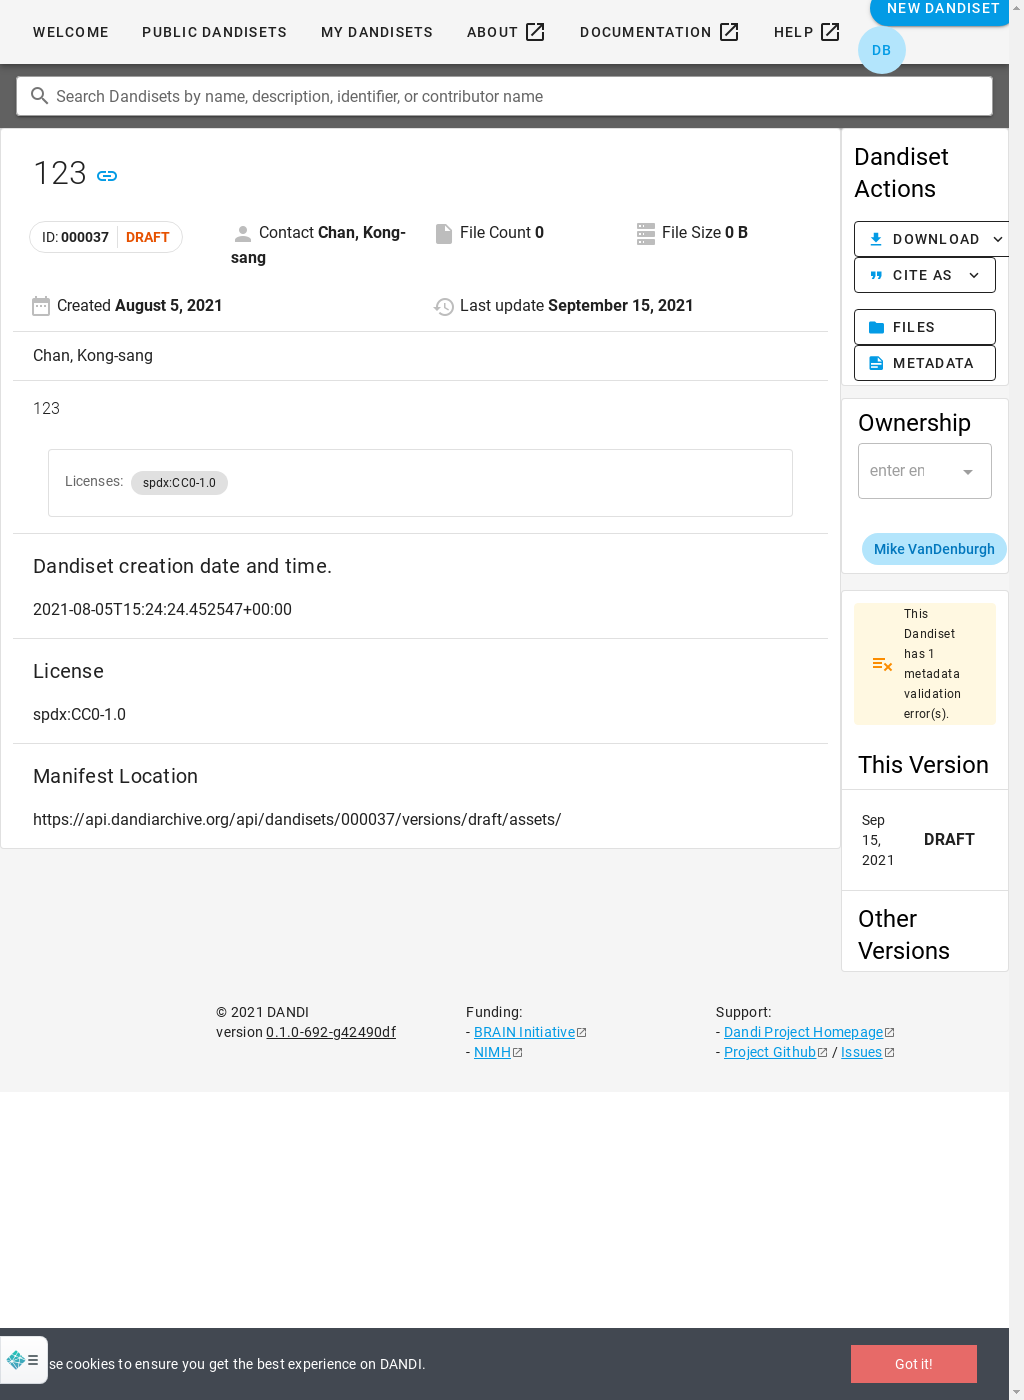 WELCOME PUBLIC DANDISETS MY DANDISETS ABOUT DOCUMENTATION HELP NEW DANDISET
DB
Search Dandisets by name, description, identifier, or contributor name
123
ID: 000037 DRAFT
Contact Chan, Kong-
sang
File Count 0
File Size 0 B
Created August 5, 2021
Last update September 15, 2021
Chan, Kong-sang
123
Licenses: spdx:CC0-1.0
Dandiset creation date and time.
2021-08-05T15:24:24.452547+00:00
License
spdx:CC0-1.0
Manifest Location
https://api.dandiarchive.org/api/dandisets/000037/versions/draft/assets/
Dandiset
Actions
DOWNLOAD
CITE AS
FILES
METADATA
Ownership
enter en
Mike VanDenburgh
This
Dandiset
has 1
metadata
validation
error(s).
This Version
Sep
15,
2021
DRAFT
Other
Versions
© 2021 DANDI
version 0.1.0-692-g42490df
Funding:
- BRAIN Initiative
- NIMH
Support:
- Dandi Project Homepage
- Project Github / Issues
se cookies to ensure you get the best experience on DANDI.
Got it!